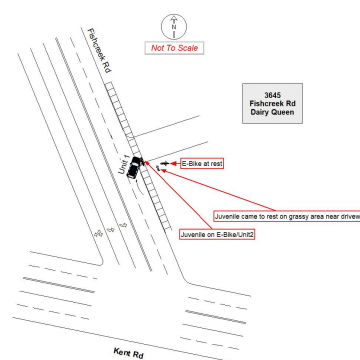 N
Not To Scale
Fishcreek Rd
3645
Fishcreek Rd
Dairy Queen
Unit 1
E-Bike at rest
Juvenile came to rest on grassy area near drivew
Juvenile on E-Bike/Unit2
Kent Rd